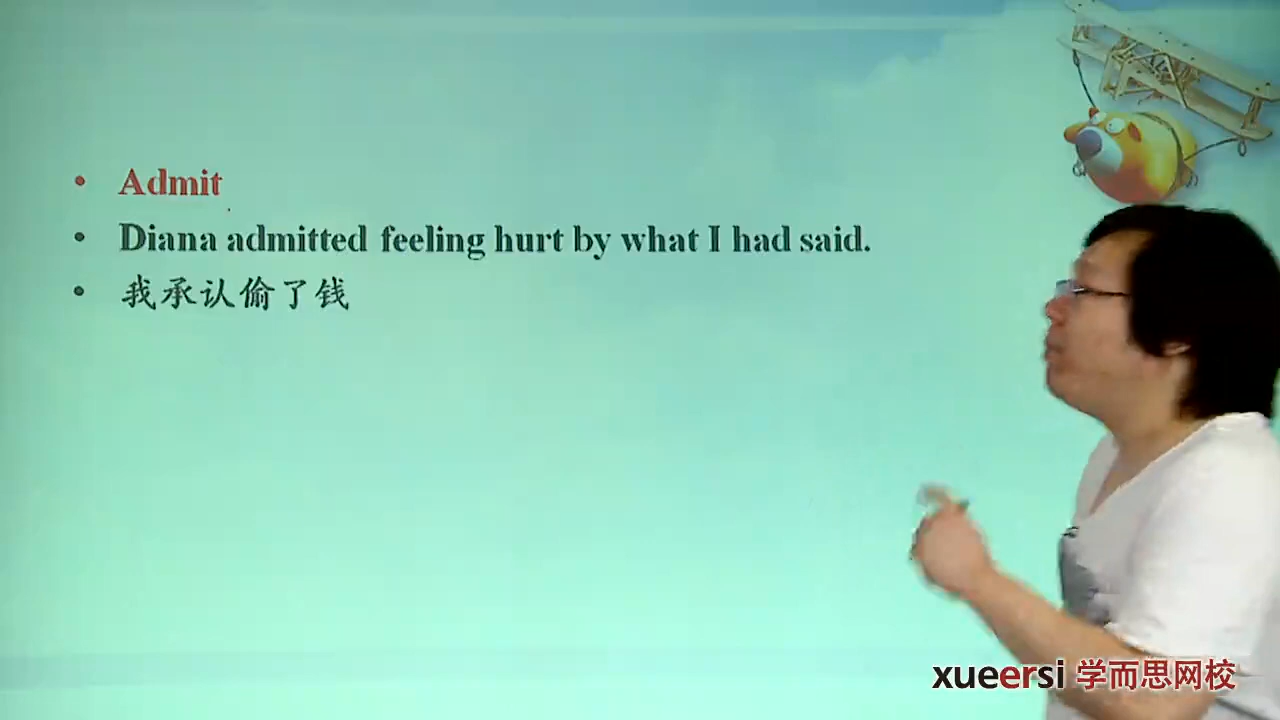 Admit
Diana admitted feeling hurt by what I had said.
我承认偷了钱
xueersi 学而思网校